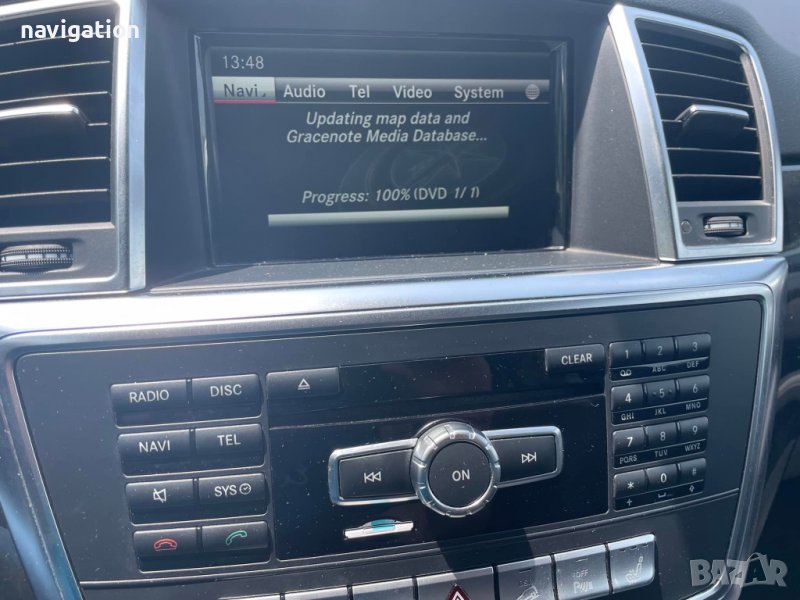 navigation
13:48
Navi Audio Tel Video System
Updating map data and
Gracenote Media Database...
Progress: 100% (DVD 1/1)
CLEAR
RADIO DISC
NAVI TEL
SYS
ON
1 2 3
ABC DEF
4 5 6
GHI JKL MNO
7 8 9
PQRS TUV WXYZ
* 0 #
+
OFF
BAZAR